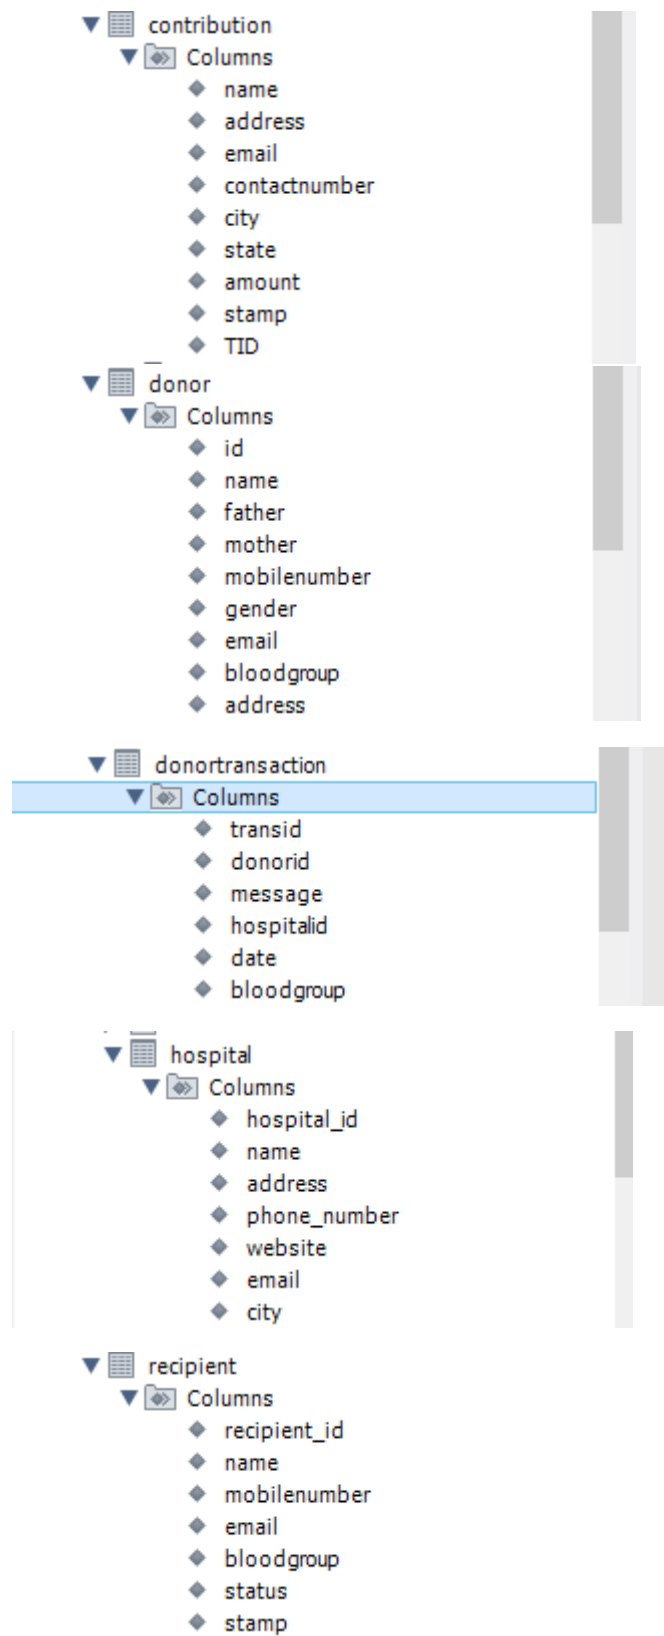 contribution
Columns
name
address
email
contactnumber
city
state
amount
stamp
TID
donor
Columns
id
name
father
mother
mobilenumber
gender
email
bloodgroup
address
donortransaction
Columns
transid
donorid
message
hospitalid
date
bloodgroup
hospital
Columns
hospital_id
name
address
phone_number
website
email
city
recipient
Columns
recipient_id
name
mobilenumber
email
bloodgroup
status
stamp